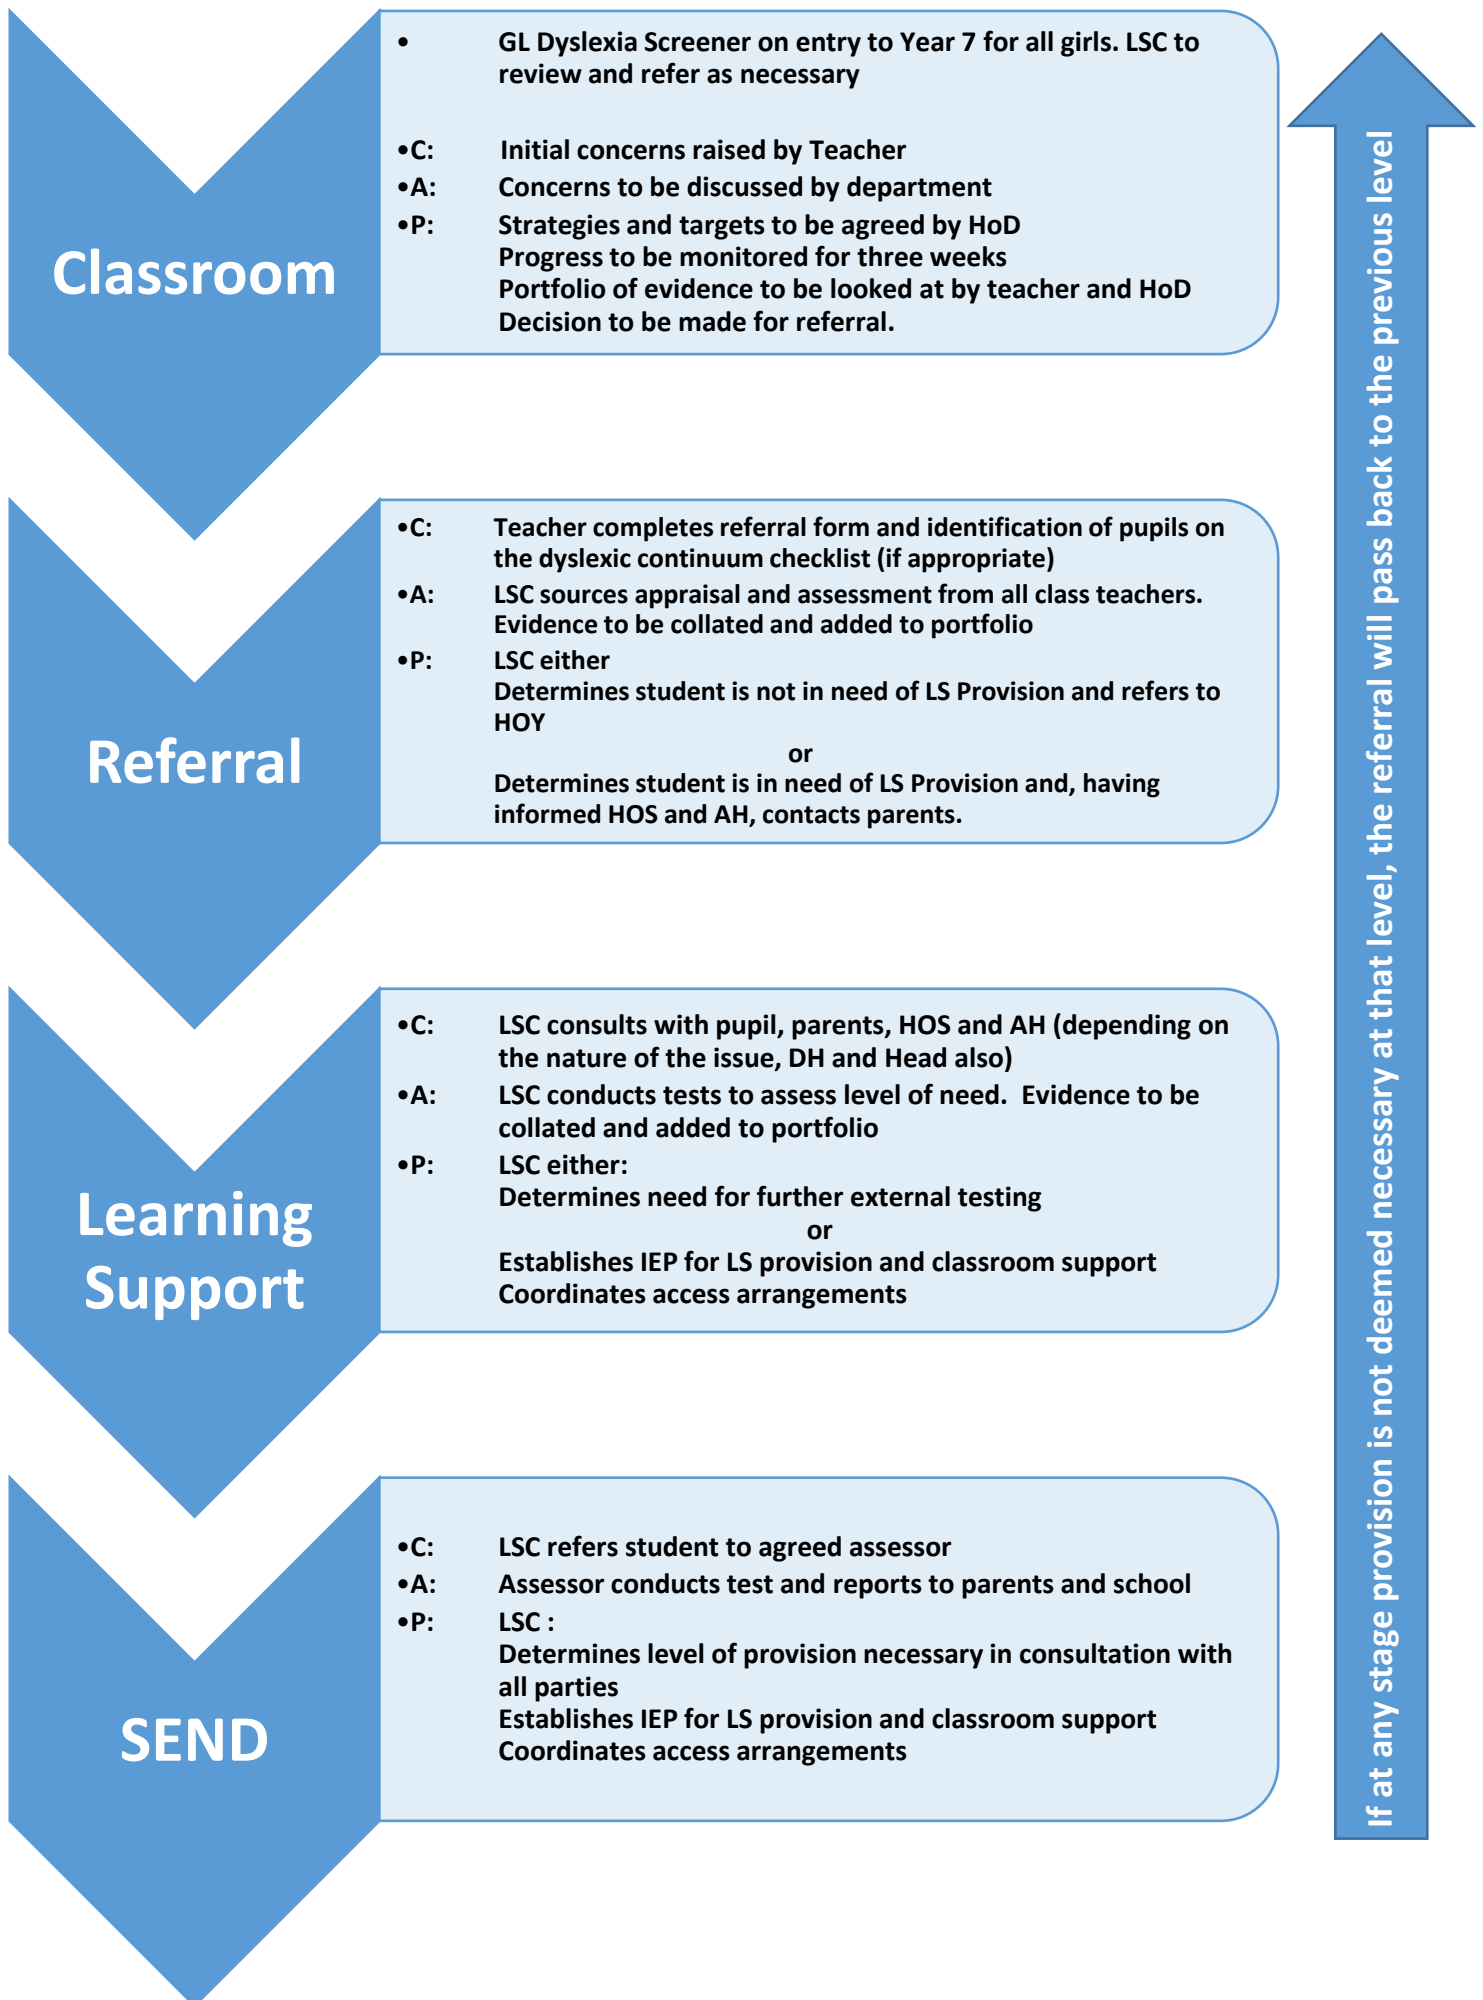 Classroom
• GL Dyslexia Screener on entry to Year 7 for all girls. LSC to
review and refer as necessary
•C: Initial concerns raised by Teacher
•A: Concerns to be discussed by department
•P: Strategies and targets to be agreed by HoD
Progress to be monitored for three weeks
Portfolio of evidence to be looked at by teacher and HoD
Decision to be made for referral.
Referral
•C: Teacher completes referral form and identification of pupils on
the dyslexic continuum checklist (if appropriate)
•A: LSC sources appraisal and assessment from all class teachers.
Evidence to be collated and added to portfolio
•P: LSC either
Determines student is not in need of LS Provision and refers to
HOY
or
Determines student is in need of LS Provision and, having
informed HOS and AH, contacts parents.
Learning
Support
•C: LSC consults with pupil, parents, HOS and AH (depending on
the nature of the issue, DH and Head also)
•A: LSC conducts tests to assess level of need.  Evidence to be
collated and added to portfolio
•P: LSC either:
Determines need for further external testing
or
Establishes IEP for LS provision and classroom support
Coordinates access arrangements
SEND
•C: LSC refers student to agreed assessor
•A: Assessor conducts test and reports to parents and school
•P: LSC :
Determines level of provision necessary in consultation with
all parties
Establishes IEP for LS provision and classroom support
Coordinates access arrangements
If at any stage provision is not deemed necessary at that level, the referral will pass back to the previous level